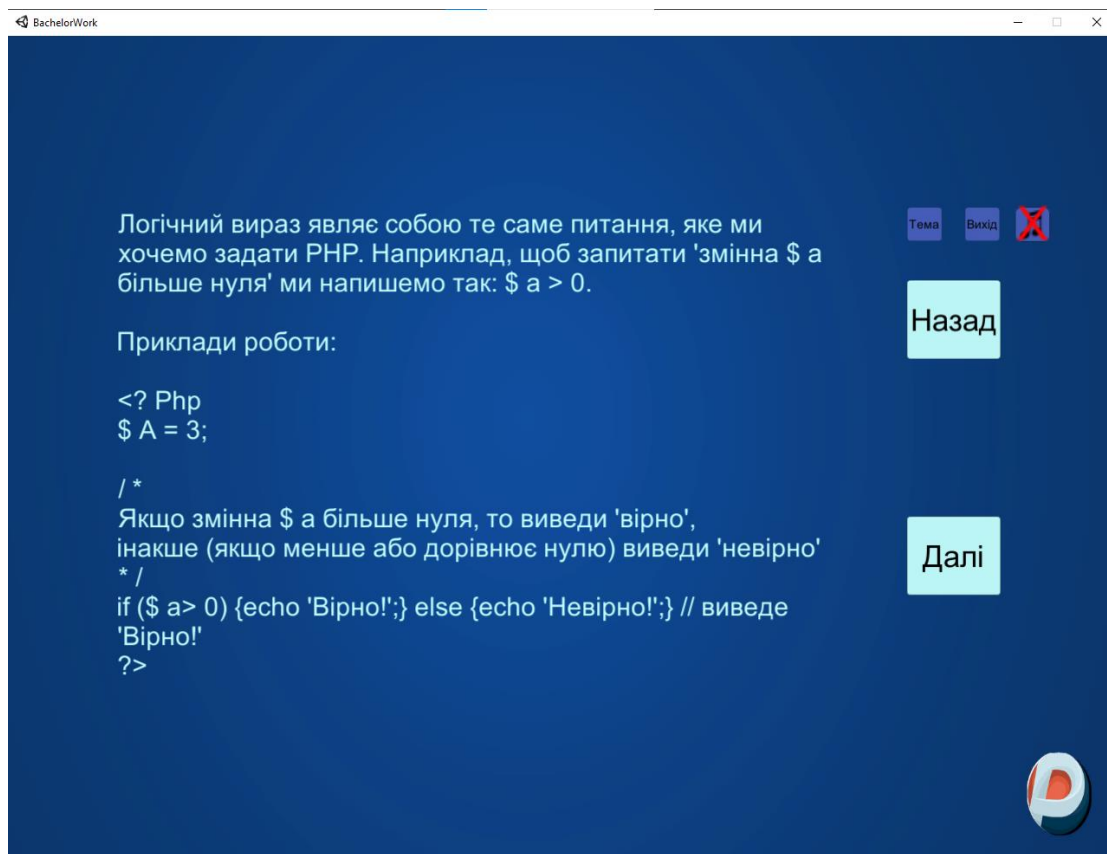 BachelorWork
Логічний вираз являє собою те саме питання, яке ми
хочемо задати PHP. Наприклад, щоб запитати 'змінна $ a
більше нуля' ми напишемо так: $ a > 0.
Приклади роботи:
<? Php
$ A = 3;
/ *
Якщо змінна $ a більше нуля, то виведи 'вірно',
інакше (якщо менше або дорівнює нулю) виведи 'невірно'
* /
if ($ a> 0) {echo 'Вірно!';} else {echo 'Невірно!';} // виведе
'Вірно!'
?>
Тема
Вихід
Назад
Далі